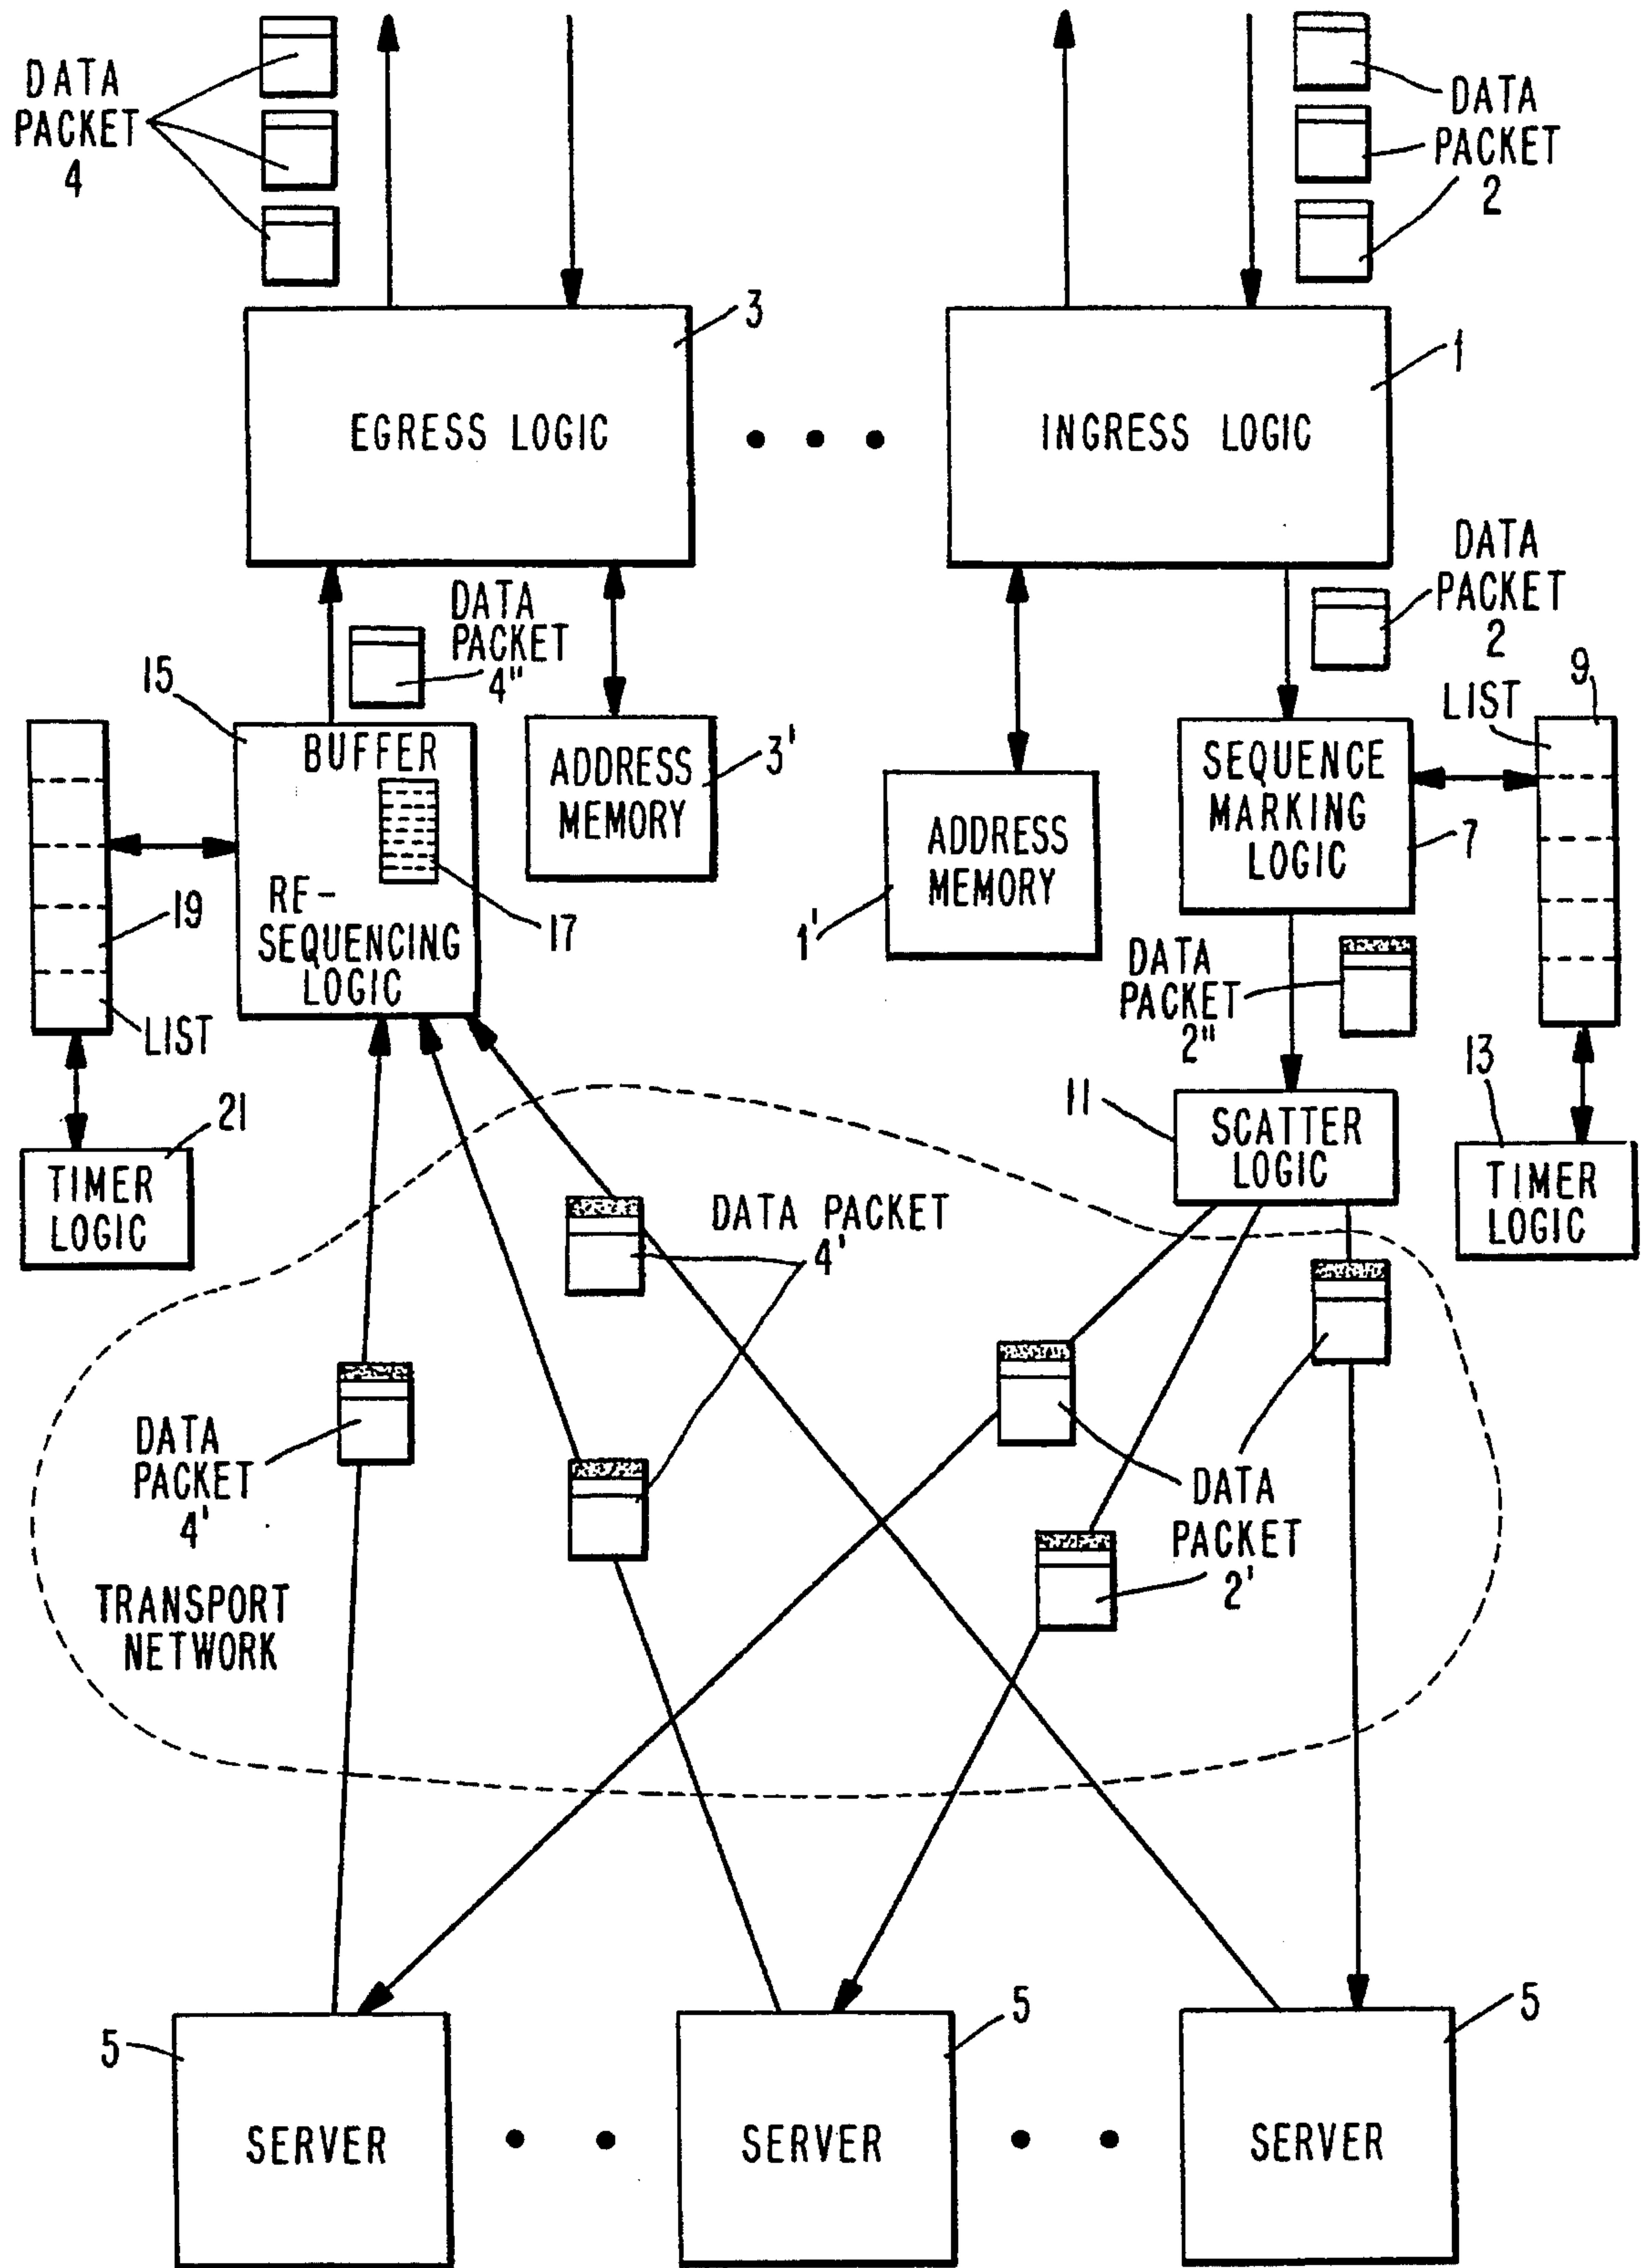 DATA
PACKET
4
DATA
PACKET
2
3
1
EGRESS LOGIC
INGRESS LOGIC
DATA
PACKET
4"
DATA
PACKET
2
15
BUFFER
RE-
SEQUENCING
LOGIC
17
ADDRESS
MEMORY
3'
ADDRESS
MEMORY
1'
SEQUENCE
MARKING
LOGIC
7
LIST
9
19
LIST
DATA
PACKET
2"
21
TIMER
LOGIC
11
SCATTER
LOGIC
13
TIMER
LOGIC
DATA PACKET
4'
DATA
PACKET
4'
DATA
PACKET
2'
TRANSPORT
NETWORK
5
5
5
SERVER
SERVER
SERVER